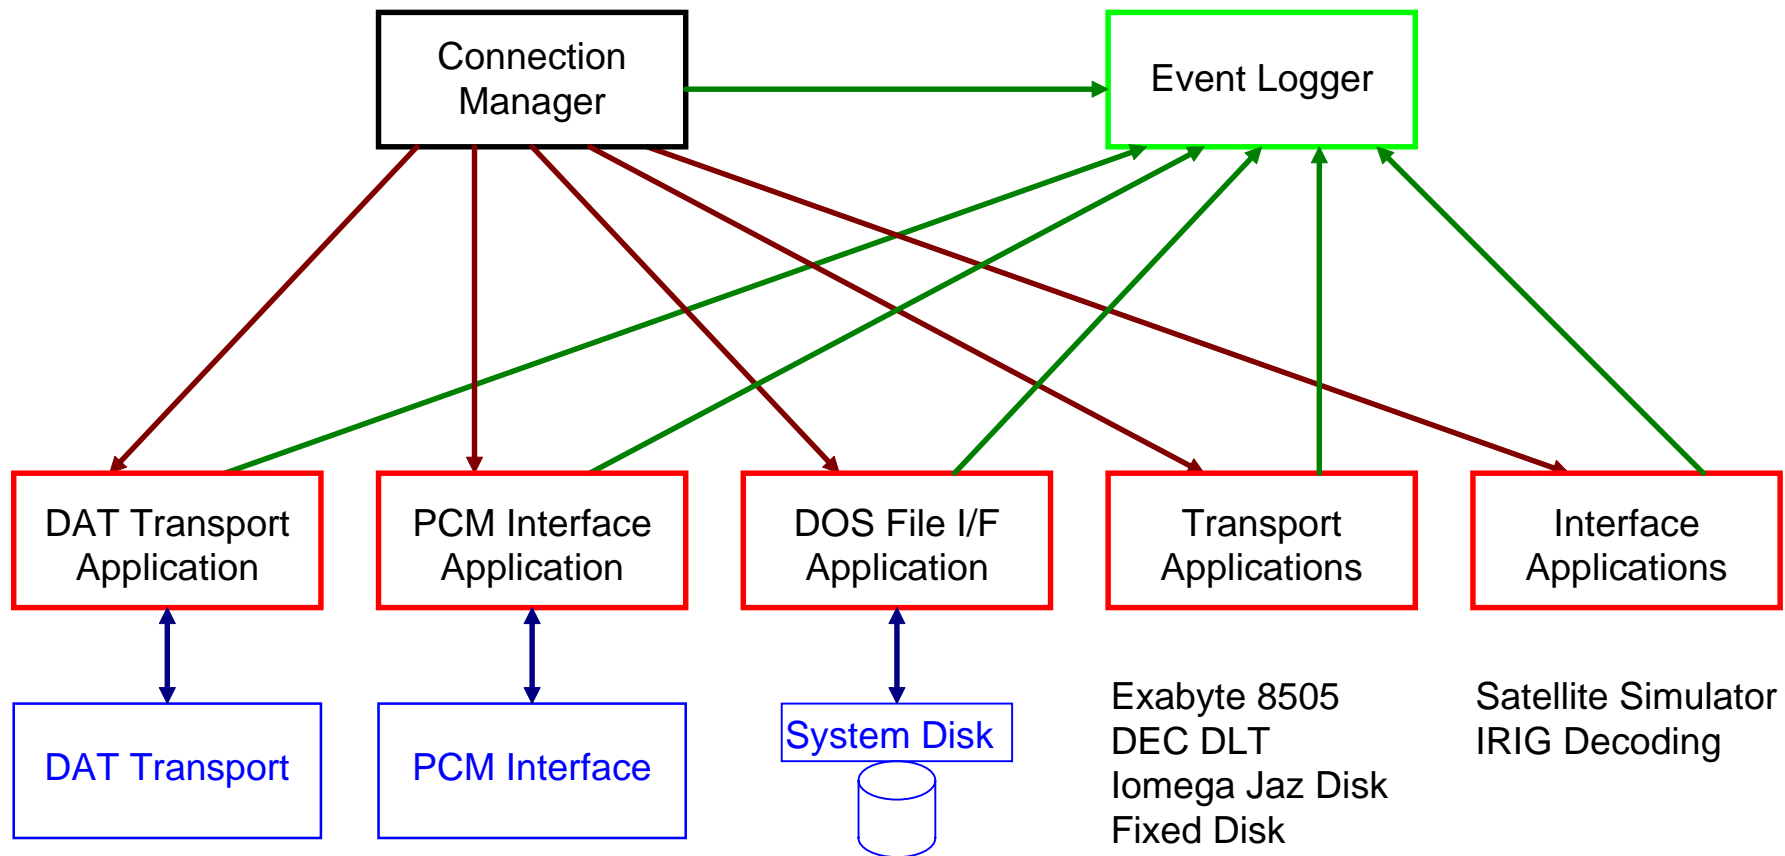 Connection
Manager
Event Logger
DAT Transport
Application
PCM Interface
Application
DOS File I/F
Application
Transport
Applications
Interface
Applications
DAT Transport
PCM Interface
System Disk
Exabyte 8505
DEC DLT
Iomega Jaz Disk
Fixed Disk
Satellite Simulator
IRIG Decoding